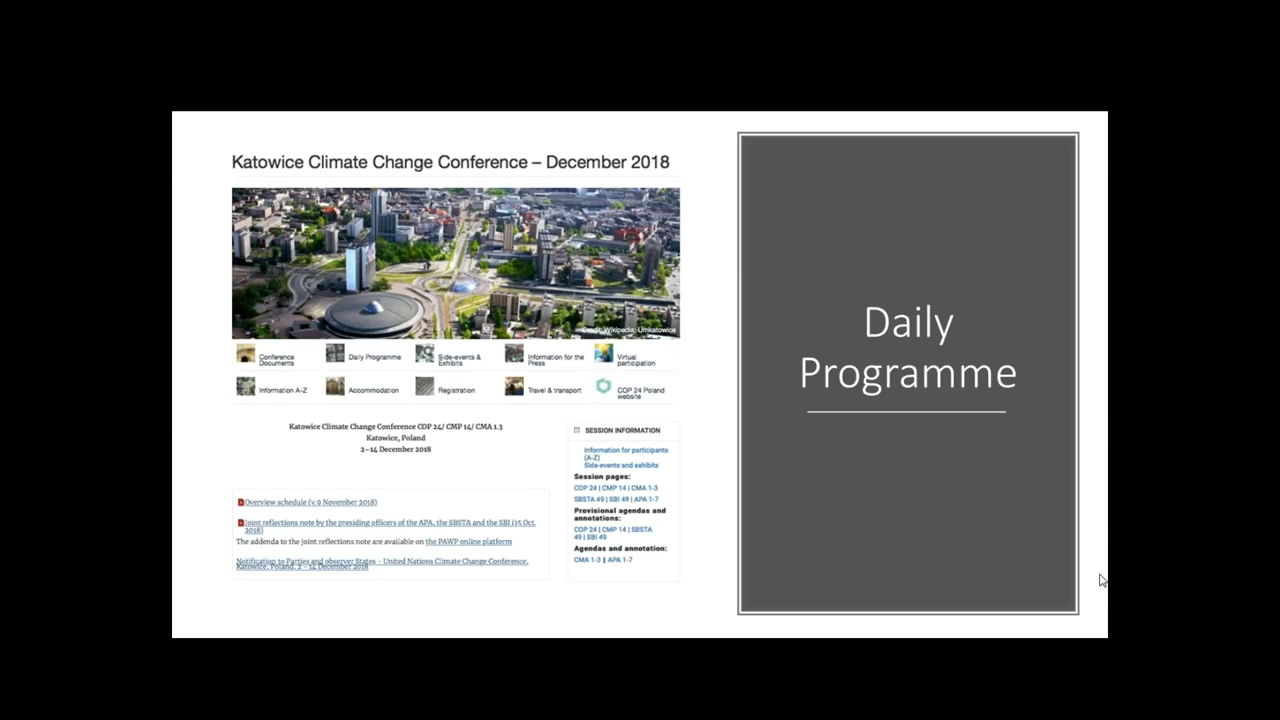 Katowice Climate Change Conference – December 2018
Credit: Wikipedia: Umkatowice
Conference
Documents
Daily Programme
Side-events &
Exhibits
Information for the
Press
Virtual
participation
Information A-Z
Accommodation
Registration
Travel & transport
COP 24 Poland
website
Katowice Climate Change Conference COP 24/ CMP 14/ CMA 1.3
Katowice, Poland
2–14 December 2018
Overview schedule (v.9 November 2018)
Joint reflections note by the presiding officers of the APA, the SBSTA and the SBI (15 Oct.
2018)
The addenda to the joint reflections note are available on the PAWP online platform
Notification to Parties and observer States - United Nations Climate Change Conference,
Katowice, Poland, 2 - 14 December 2018
SESSION INFORMATION
Information for participants
(A-Z)
Side-events and exhibits
Session pages:
COP 24 | CMP 14 | CMA 1-3
SBSTA 49 | SBI 49 | APA 1-7
Provisional agendas and
annotations:
COP 24 | CMP 14 | SBSTA
49 | SBI 49
Agendas and annotation:
CMA 1-3 | APA 1-7
Daily
Programme